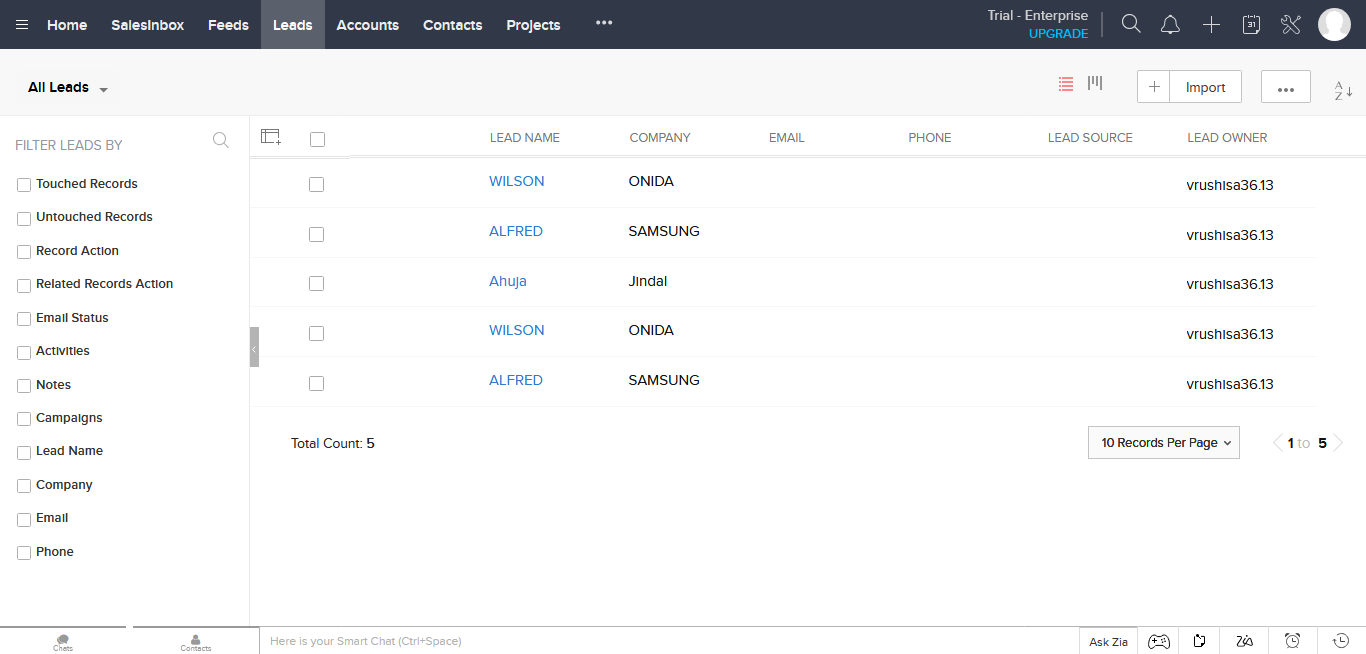 Home SalesInbox Feeds Leads Accounts Contacts Projects ••• Trial - Enterprise
UPGRADE
31
All Leads
Import
•••
A
Z
FILTER LEADS BY
LEAD NAME COMPANY EMAIL PHONE LEAD SOURCE LEAD OWNER
Touched Records
Untouched Records
Record Action
Related Records Action
Email Status
Activities
Notes
Campaigns
Lead Name
Company
Email
Phone
WILSON ONIDA vrushisa36.13
ALFRED SAMSUNG vrushisa36.13
Ahuja Jindal vrushisa36.13
WILSON ONIDA vrushisa36.13
ALFRED SAMSUNG vrushisa36.13
Total Count: 5 10 Records Per Page 1 to 5
Chats Contacts Here is your Smart Chat (Ctrl+Space) Ask Zia